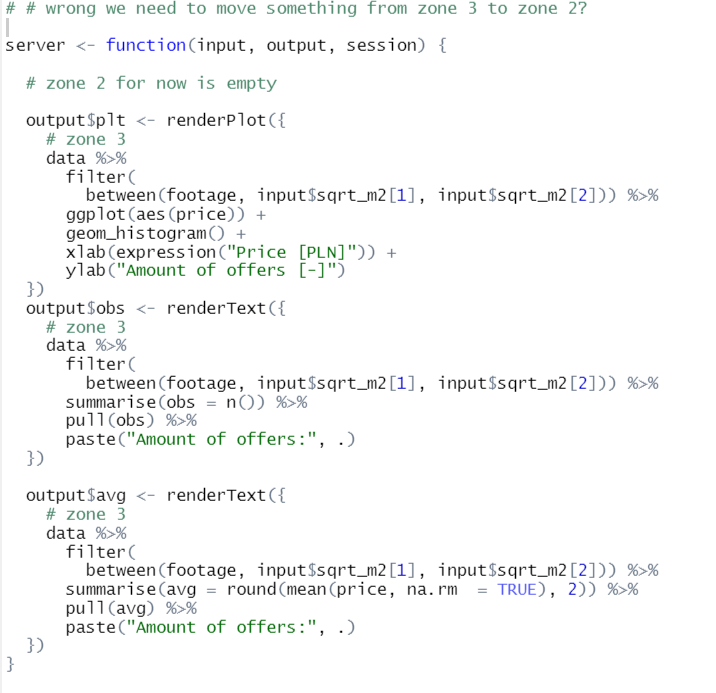 # # wrong we need to move something from zone 3 to zone 2?
server <- function(input, output, session) {
  # zone 2 for now is empty
  output$plt <- renderPlot({
    # zone 3
    data %>%
      filter(
        between(footage, input$sqrt_m2[1], input$sqrt_m2[2])) %>%
      ggplot(aes(price)) +
      geom_histogram() +
      xlab(expression("Price [PLN]")) +
      ylab("Amount of offers [-]")
  })
  output$obs <- renderText({
    # zone 3
    data %>%
      filter(
        between(footage, input$sqrt_m2[1], input$sqrt_m2[2])) %>%
      summarise(obs = n()) %>%
      pull(obs) %>%
      paste("Amount of offers:", .)
  })
  output$avg <- renderText({
    # zone 3
    data %>%
      filter(
        between(footage, input$sqrt_m2[1], input$sqrt_m2[2])) %>%
      summarise(avg = round(mean(price, na.rm  = TRUE), 2)) %>%
      pull(avg) %>%
      paste("Amount of offers:", .)
  })
}